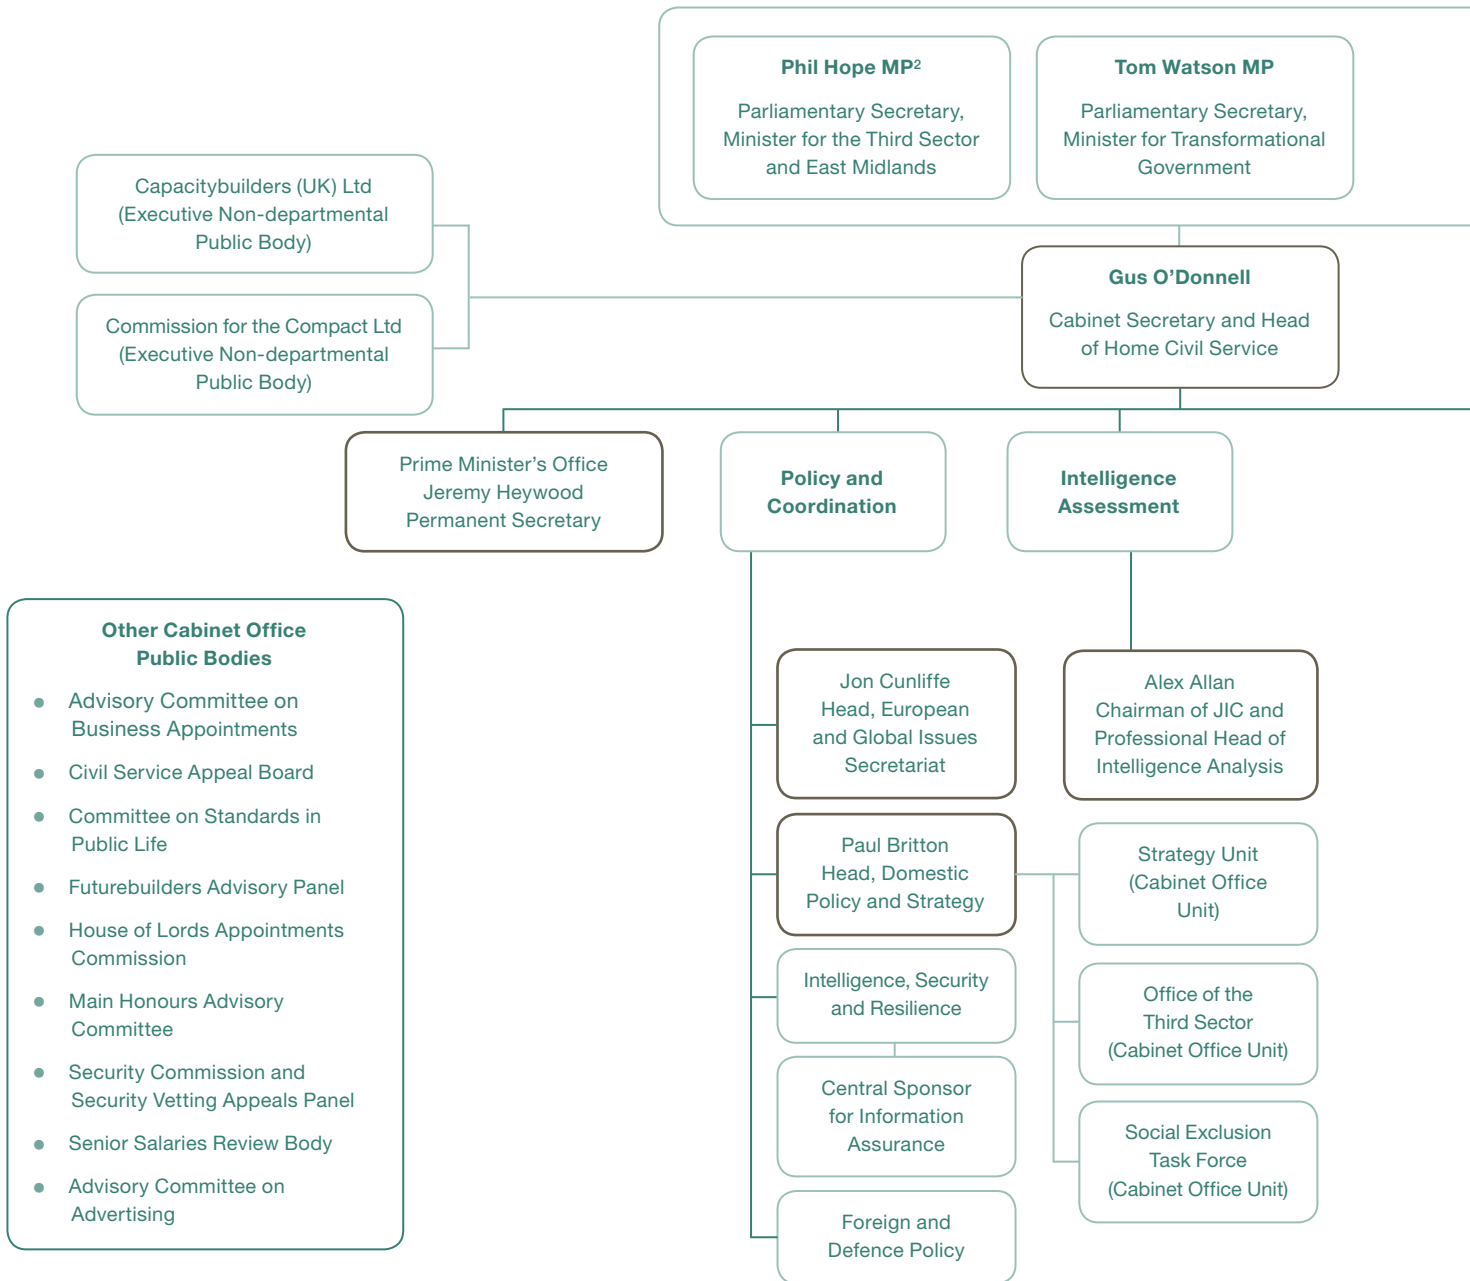 Phil Hope MP²
Parliamentary Secretary,
Minister for the Third Sector
and East Midlands
Tom Watson MP
Parliamentary Secretary,
Minister for Transformational
Government
Capacitybuilders (UK) Ltd
(Executive Non-departmental
Public Body)
Commission for the Compact Ltd
(Executive Non-departmental
Public Body)
Gus O’Donnell
Cabinet Secretary and Head
of Home Civil Service
Prime Minister’s Office
Jeremy Heywood
Permanent Secretary
Policy and
Coordination
Intelligence
Assessment
Other Cabinet Office
Public Bodies
● Advisory Committee on
Business Appointments
● Civil Service Appeal Board
● Committee on Standards in
Public Life
● Futurebuilders Advisory Panel
● House of Lords Appointments
Commission
● Main Honours Advisory
Committee
● Security Commission and
Security Vetting Appeals Panel
● Senior Salaries Review Body
● Advisory Committee on
Advertising
Jon Cunliffe
Head, European
and Global Issues
Secretariat
Paul Britton
Head, Domestic
Policy and Strategy
Intelligence, Security
and Resilience
Central Sponsor
for Information
Assurance
Foreign and
Defence Policy
Alex Allan
Chairman of JIC and
Professional Head of
Intelligence Analysis
Strategy Unit
(Cabinet Office
Unit)
Office of the
Third Sector
(Cabinet Office Unit)
Social Exclusion
Task Force
(Cabinet Office Unit)